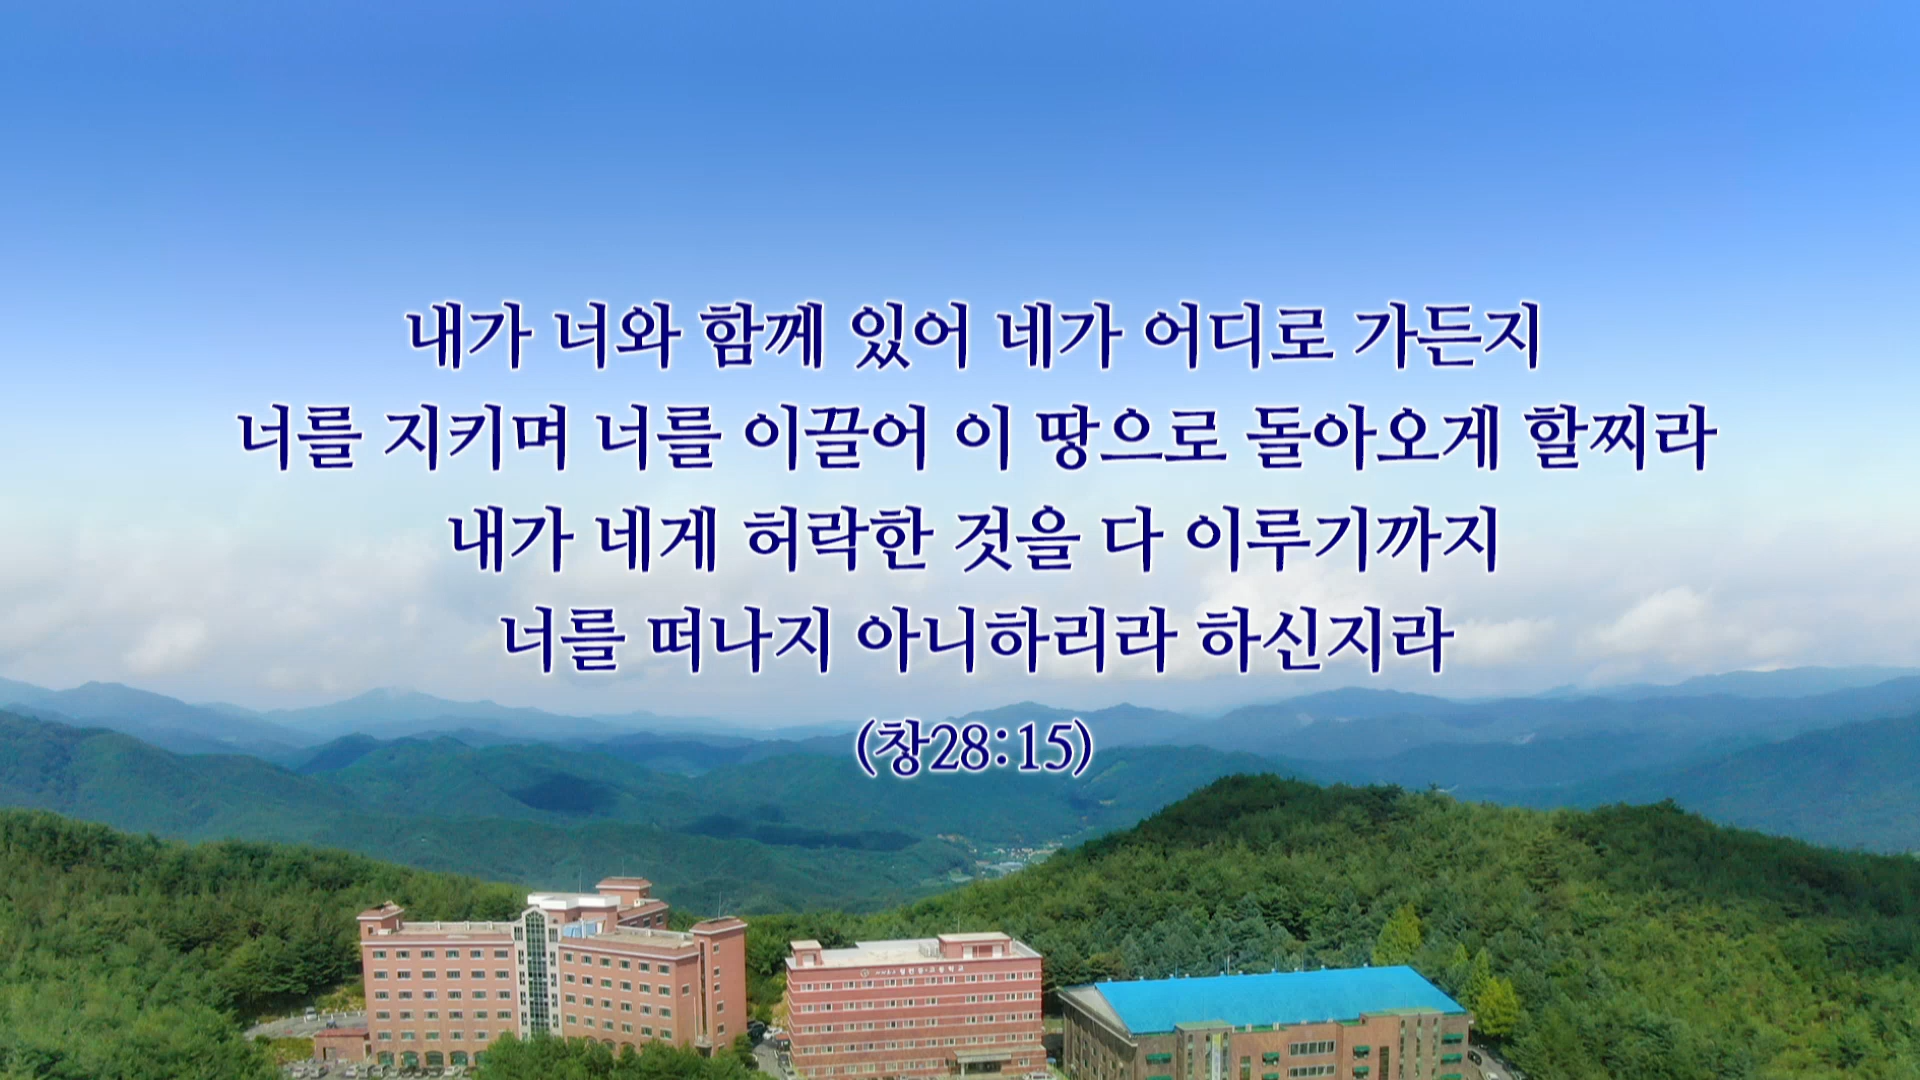 내가 너와 함께 있어 네가 어디로 가든지
너를 지키며 너를 이끌어 이 땅으로 돌아오게 할찌라
내가 네게 허락한 것을 다 이루기까지
너를 떠나지 아니하리라 하신지라
(창28:15)